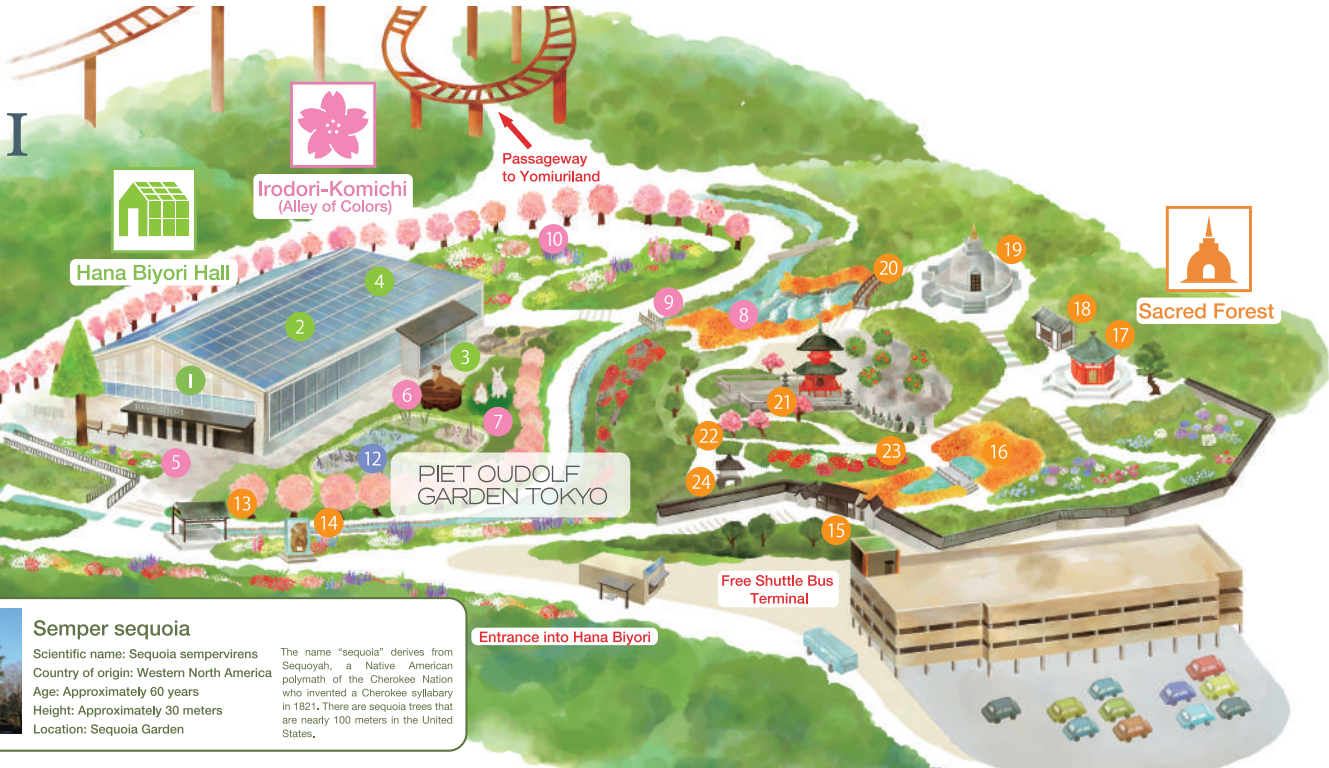 I
Passageway
to Yomiuriland
Irodori-Komichi
(Alley of Colors)
Hana Biyori Hall
Sacred Forest
10
4
20
19
9
8
18
2
17
3
1
6
21
7
22
5
12
23
16
PIET OUDOLF
GARDEN TOKYO
24
13
14
15
Free Shuttle Bus
Terminal
Entrance into Hana Biyori
Semper sequoia
Scientific name: Sequoia sempervirens
Country of origin: Western North America
Age: Approximately 60 years
Height: Approximately 30 meters
Location: Sequoia Garden
The name “sequoia” derives from
Sequoyah, a Native American
polymath of the Cherokee Nation
who invented a Cherokee syllabary
in 1821. There are sequoia trees that
are nearly 100 meters in the United
States.